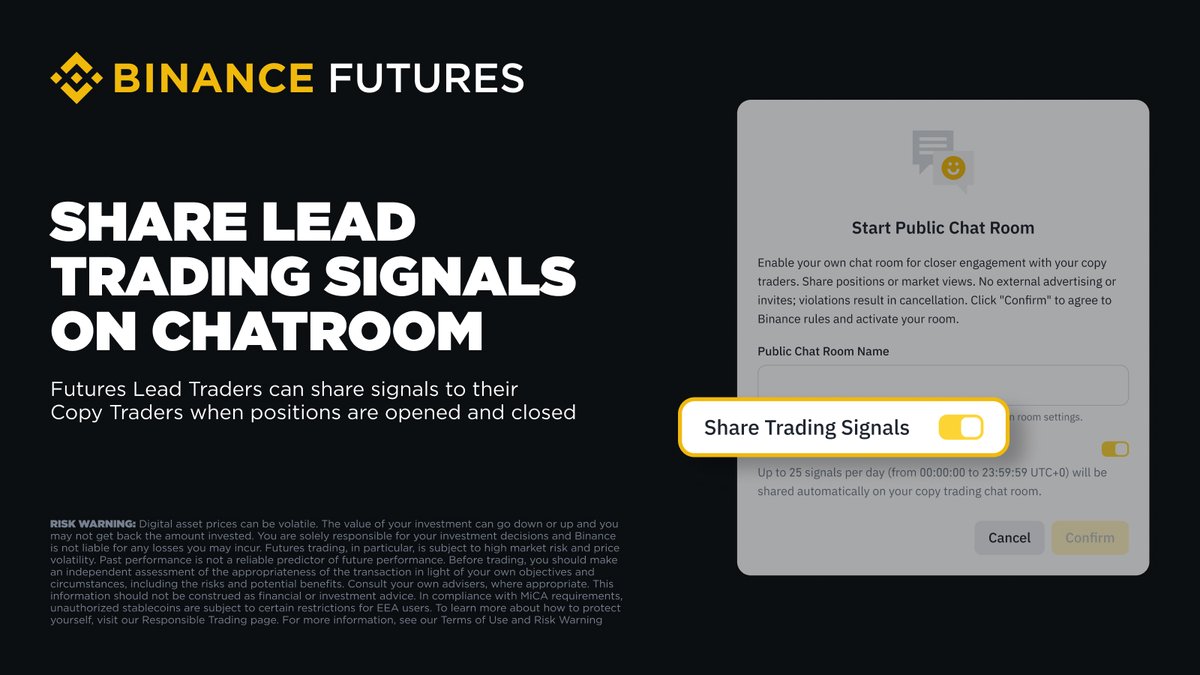 BINANCE FUTURES
SHARE LEAD
TRADING SIGNALS
ON CHATROOM
Futures Lead Traders can share signals to their
Copy Traders when positions are opened and closed
RISK WARNING: Digital asset prices can be volatile. The value of your investment can go down or up and you
may not get back the amount invested. You are solely responsible for your investment decisions and Binance
is not liable for any losses you may incur. Futures trading, in particular, is subject to high market risk and price
volatility. Past performance is not a reliable predictor of future performance. Before trading, you should make
an independent assessment of the appropriateness of the transaction in light of your own objectives and
circumstances, including the risks and potential benefits. Consult your own advisers, where appropriate. This
information should not be construed as financial or investment advice. In compliance with MiCA requirements,
unauthorized stablecoins are subject to certain restrictions for EEA users. To learn more about how to protect
yourself, visit our Responsible Trading page. For more information, see our Terms of Use and Risk Warning
Start Public Chat Room
Enable your own chat room for closer engagement with your copy
traders. Share positions or market views. No external advertising or
invites; violations result in cancellation. Click "Confirm" to agree to
Binance rules and activate your room.
Public Chat Room Name
room settings.
Share Trading Signals
Up to 25 signals per day (from 00:00:00 to 23:59:59 UTC+0) will be
shared automatically on your copy trading chat room.
Cancel
Confirm